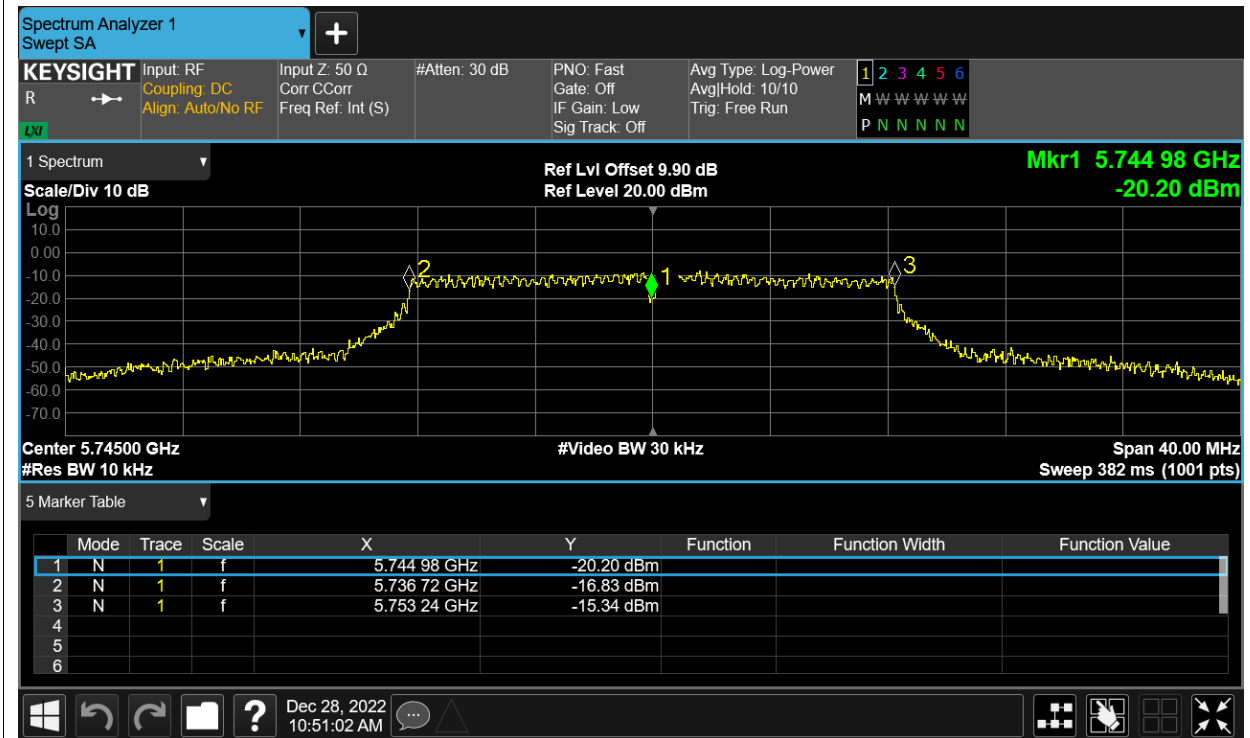 Spectrum Analyzer 1
Swept SA
+
KEYSIGHT Input: RF Input Z: 50 Ω #Atten: 30 dB PNO: Fast Avg Type: Log-Power 1 2 3 4 5 6
R Coupling: DC Corr CCorr Gate: Off Avg|Hold: 10/10 M W W W W W
Align: Auto/No RF Freq Ref: Int (S) IF Gain: Low Trig: Free Run P N N N N N
LXI Sig Track: Off
1 Spectrum Ref Lvl Offset 9.90 dB Mkr1 5.744 98 GHz
Scale/Div 10 dB Ref Level 20.00 dBm -20.20 dBm
Log
10.0
0.00
-10.0 2 1 3
-20.0
-30.0
-40.0
-50.0
-60.0
-70.0
Center 5.74500 GHz #Video BW 30 kHz Span 40.00 MHz
#Res BW 10 kHz Sweep 382 ms (1001 pts)
5 Marker Table
Mode Trace Scale X Y Function Function Width Function Value
1 N 1 f 5.744 98 GHz -20.20 dBm
2 N 1 f 5.736 72 GHz -16.83 dBm
3 N 1 f 5.753 24 GHz -15.34 dBm
4
5
6
? Dec 28, 2022
10:51:02 AM